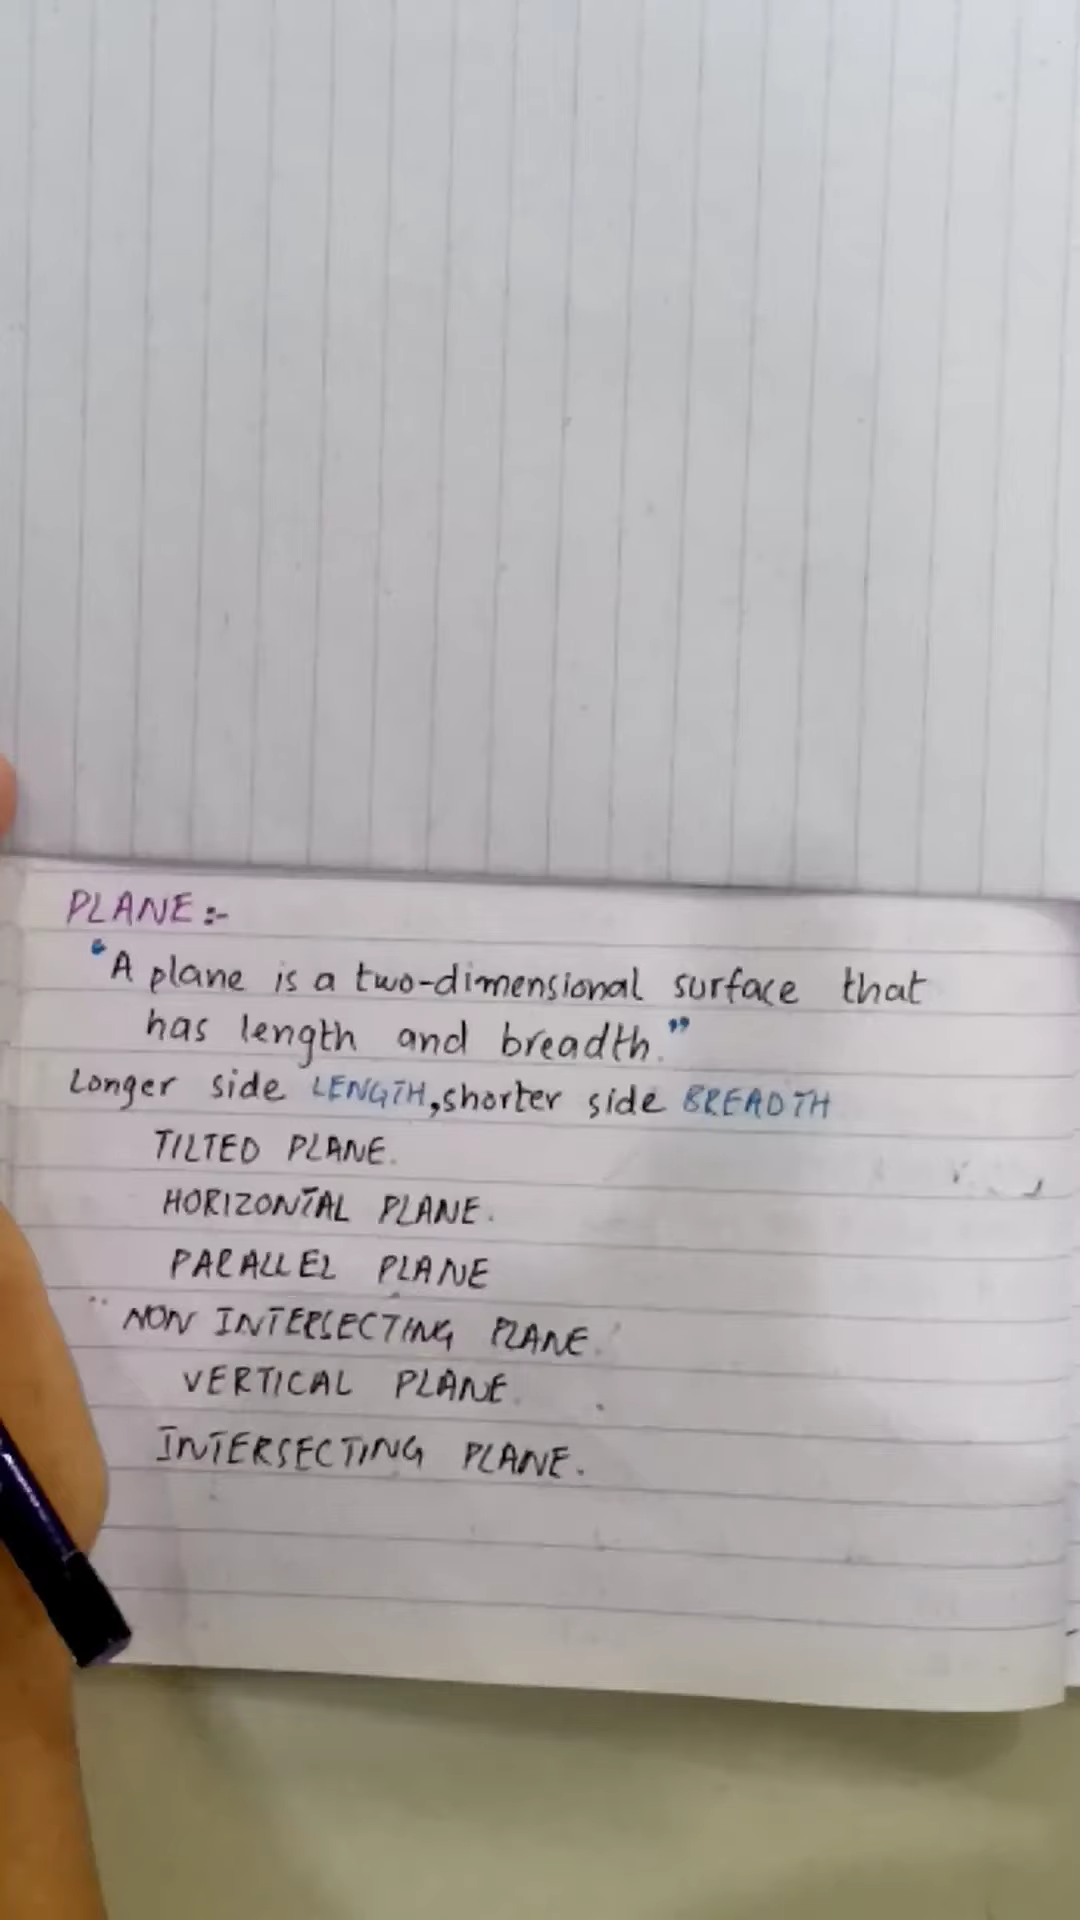 PLANE :-
"A plane is a two-dimensional surface that
has length and breadth."
Longer side LENGTH, shorter side BREADTH
TILTED PLANE.
HORIZONTAL PLANE.
PARALLEL PLANE
NON INTERSECTING PLANE.
VERTICAL PLANE.
INTERSECTING PLANE.